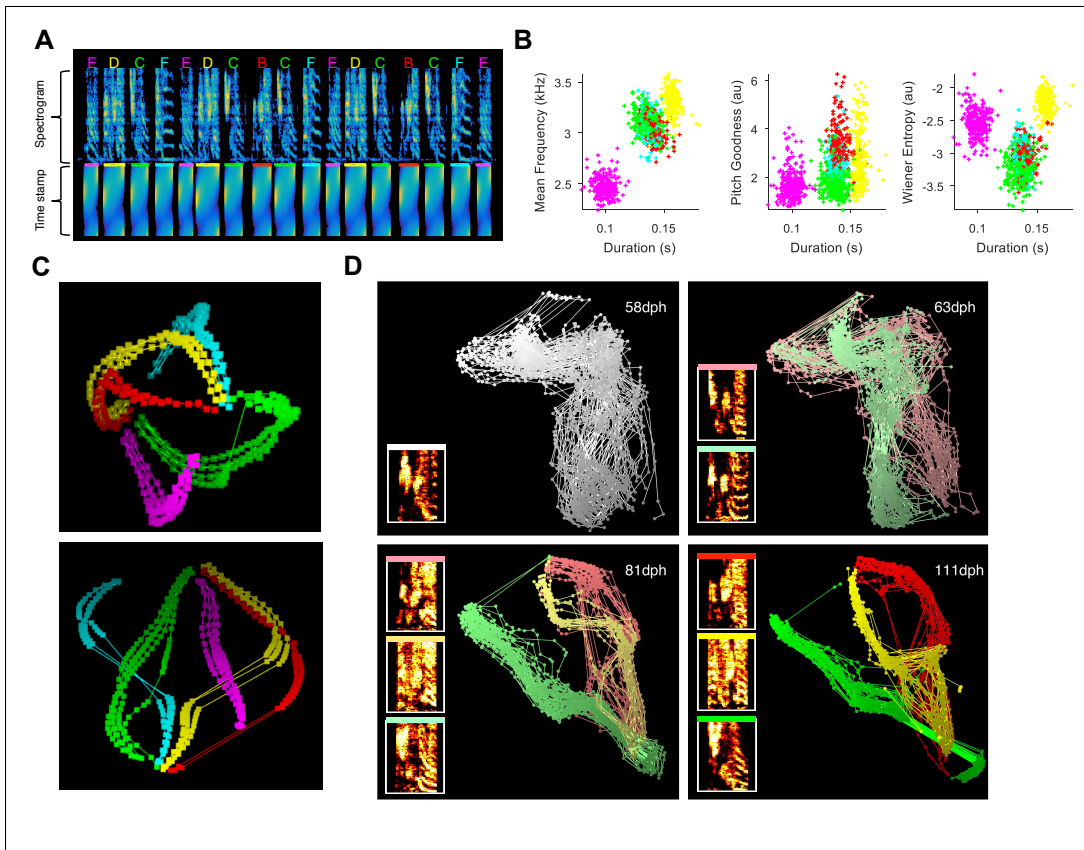 A
E D C F E D C B C F E D C B C F E
Spectrogram
Time stamp
B
Mean Frequency (kHz)
3.5
3
2.5
0.1 0.15
Duration (s)
Pitch Goodness (au)
6
4
2
0.1 0.15
Duration (s)
Wiener Entropy (au)
-2
-2.5
-3
-3.5
0.1 0.15
Duration (s)
C
D
58dph
63dph
81dph
111dph